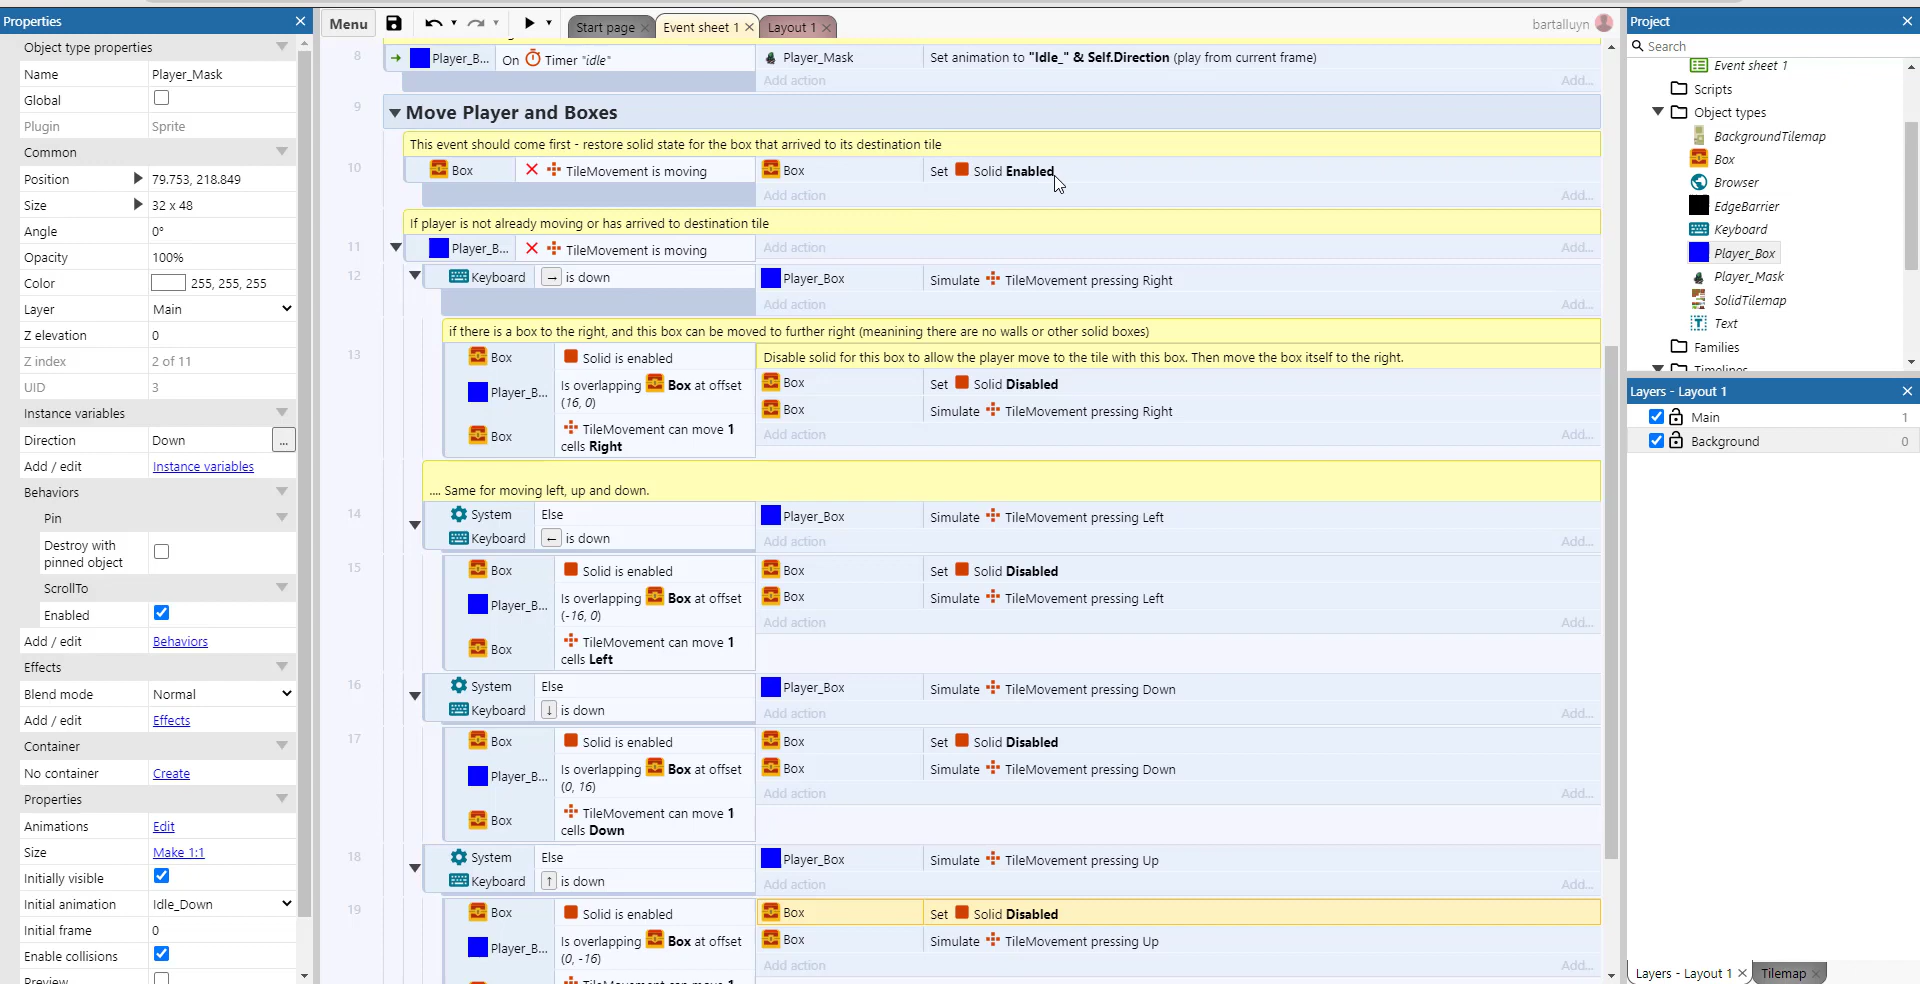 Properties
Object type properties
Name Player_Mask
Global
Plugin Sprite
Common
Position 79.753, 218.849
Size 32 x 48
Angle 0°
Opacity 100%
Color 255, 255, 255
Layer Main
Z elevation 0
Z index 2 of 11
UID 3
Instance variables
Direction Down ...
Add / edit Instance variables
Behaviors
Pin
Destroy with
pinned object
ScrollTo
Enabled
Add / edit Behaviors
Effects
Blend mode Normal
Add / edit Effects
Container
No container Create
Properties
Animations Edit
Size Make 1:1
Initially visible
Initial animation Idle_Down
Initial frame 0
Enable collisions
Preview
Menu
Start page
Event sheet 1
Layout 1
bartalluyn
8 Player_B... On Timer "idle" Player_Mask Set animation to "Idle_" & Self.Direction (play from current frame)
Add action Add...
9 Move Player and Boxes
This event should come first - restore solid state for the box that arrived to its destination tile
10 Box TileMovement is moving Box Set Solid Enabled
Add action Add...
If player is not already moving or has arrived to destination tile
11 Player_B... TileMovement is moving Add action Add...
12 Keyboard → is down Player_Box Simulate TileMovement pressing Right
Add action Add...
if there is a box to the right, and this box can be moved to further right (meanining there are no walls or other solid boxes)
13 Box Solid is enabled Disable solid for this box to allow the player move to the tile with this box. Then move the box itself to the right.
Player_B... Is overlapping Box at offset
(16, 0)
Box Set Solid Disabled
Box Simulate TileMovement pressing Right
Box TileMovement can move 1
cells Right
Add action Add...
.... Same for moving left, up and down.
14 System Else Player_Box Simulate TileMovement pressing Left
Keyboard ← is down Add action Add...
15 Box Solid is enabled Box Set Solid Disabled
Player_B... Is overlapping Box at offset
(-16, 0)
Box Simulate TileMovement pressing Left
Add action Add...
Box TileMovement can move 1
cells Left
16 System Else Player_Box Simulate TileMovement pressing Down
Keyboard ↓ is down Add action Add...
17 Box Solid is enabled Box Set Solid Disabled
Player_B... Is overlapping Box at offset
(0, 16)
Box Simulate TileMovement pressing Down
Add action Add...
Box TileMovement can move 1
cells Down
18 System Else Player_Box Simulate TileMovement pressing Up
Keyboard ↑ is down Add action Add...
19 Box Solid is enabled Box Set Solid Disabled
Player_B... Is overlapping Box at offset
(0, -16)
Box Simulate TileMovement pressing Up
Add action Add...
TileMovement can move 1
Project
Search
Event sheet 1
Scripts
Object types
BackgroundTilemap
Box
Browser
EdgeBarrier
Keyboard
Player_Box
Player_Mask
SolidTilemap
Text
Families
Timelines
Layers - Layout 1
Main 1
Background 0
Layers - Layout 1
Tilemap